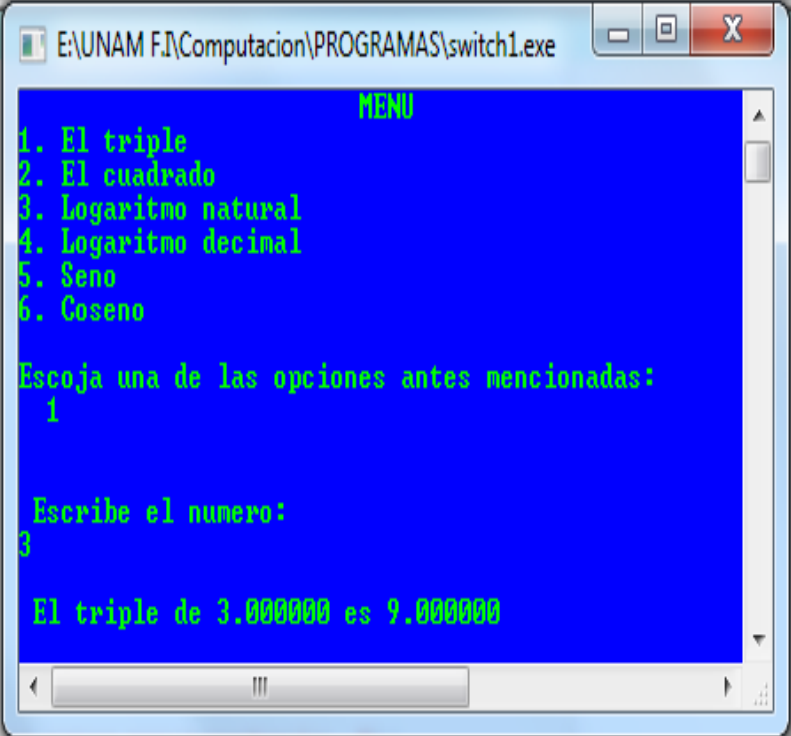 E:\UNAM F.I\Computacion\PROGRAMAS\switch1.exe
MENU
1. El triple
2. El cuadrado
3. Logaritmo natural
4. Logaritmo decimal
5. Seno
6. Coseno
Escoja una de las opciones antes mencionadas:
1
Escribe el numero:
3
El triple de 3.000000 es 9.000000